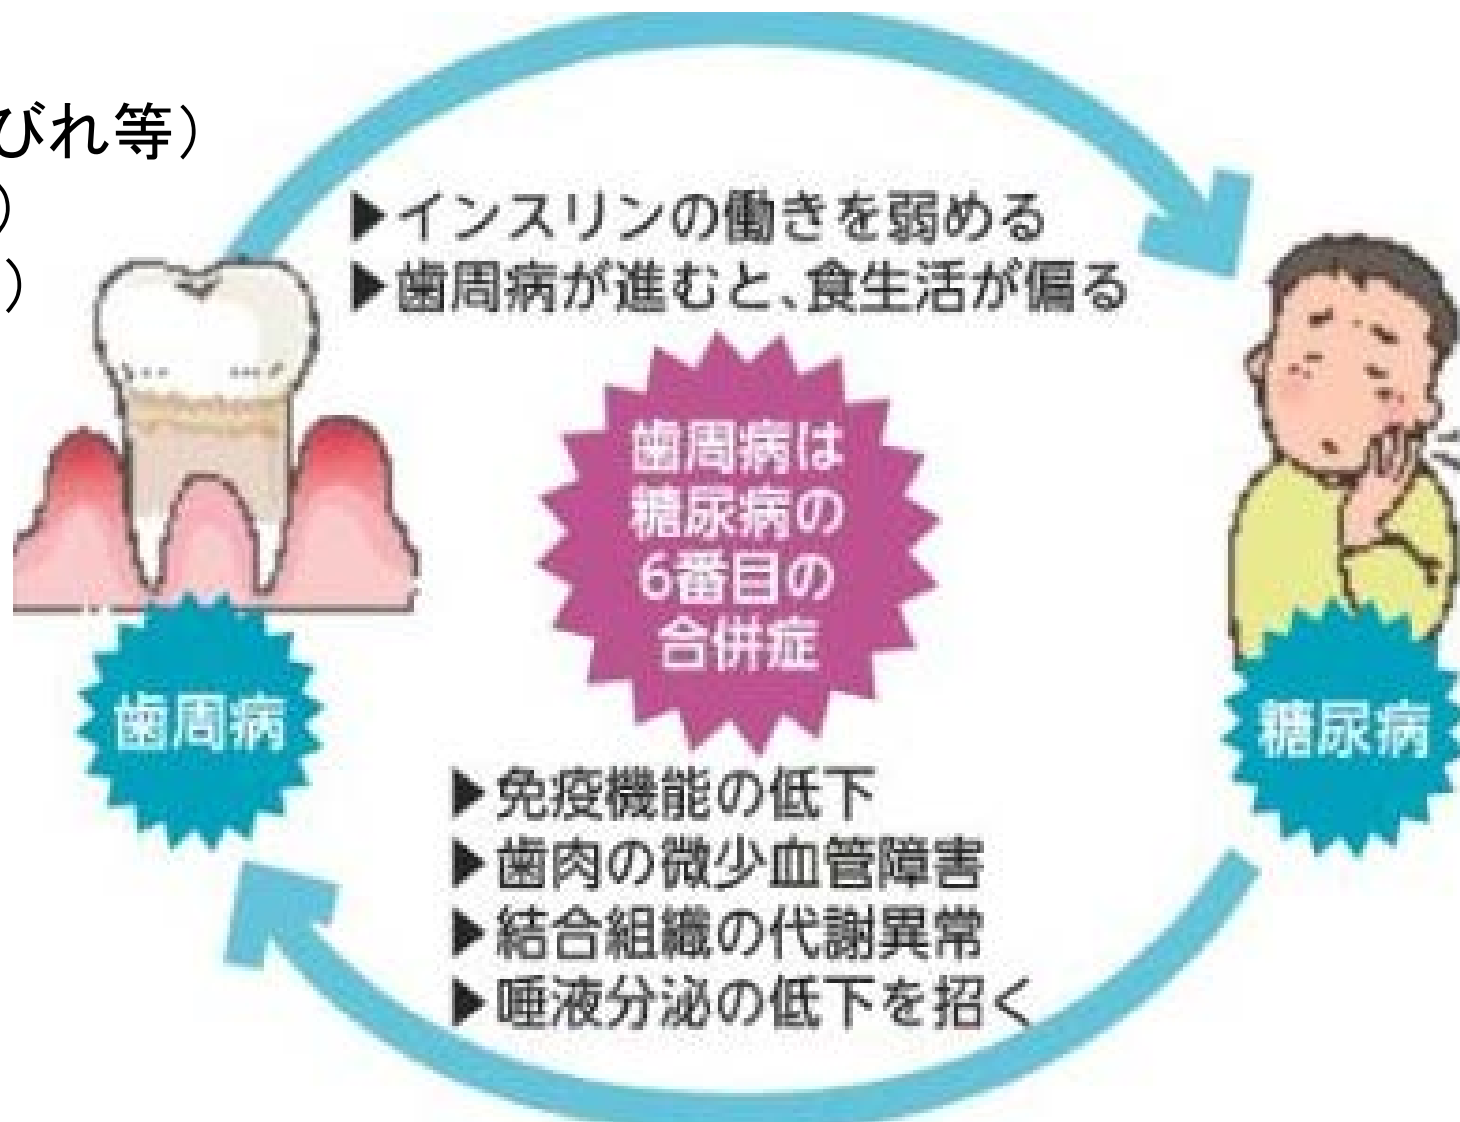 びれ等）
）
）
▶インスリンの働きを弱める
▶歯周病が進むと、食生活が偏る
歯周病は
糖尿病の
6番目の
合併症
歯周病
糖尿病
▶免疫機能の低下
▶歯肉の微少血管障害
▶結合組織の代謝異常
▶唾液分泌の低下を招く